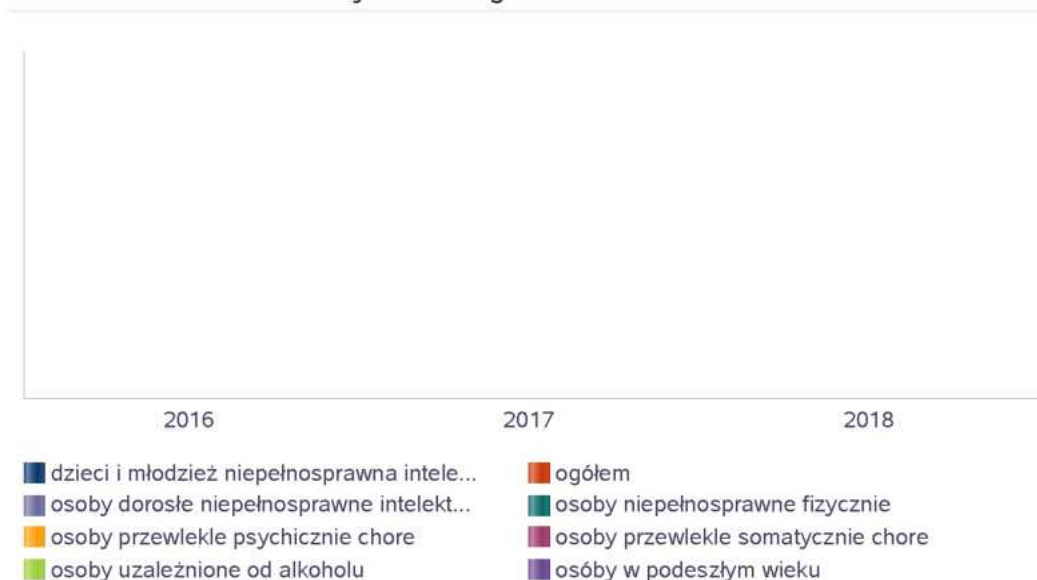 2016 2017 2018
dzieci i młodzież niepełnosprawna intele... ogółem
osoby dorosłe niepełnosprawne intelekt... osoby niepełnosprawne fizycznie
osoby przewlekle psychicznie chore osoby przewlekle somatycznie chore
osoby uzależnione od alkoholu osóby w podeszłym wieku